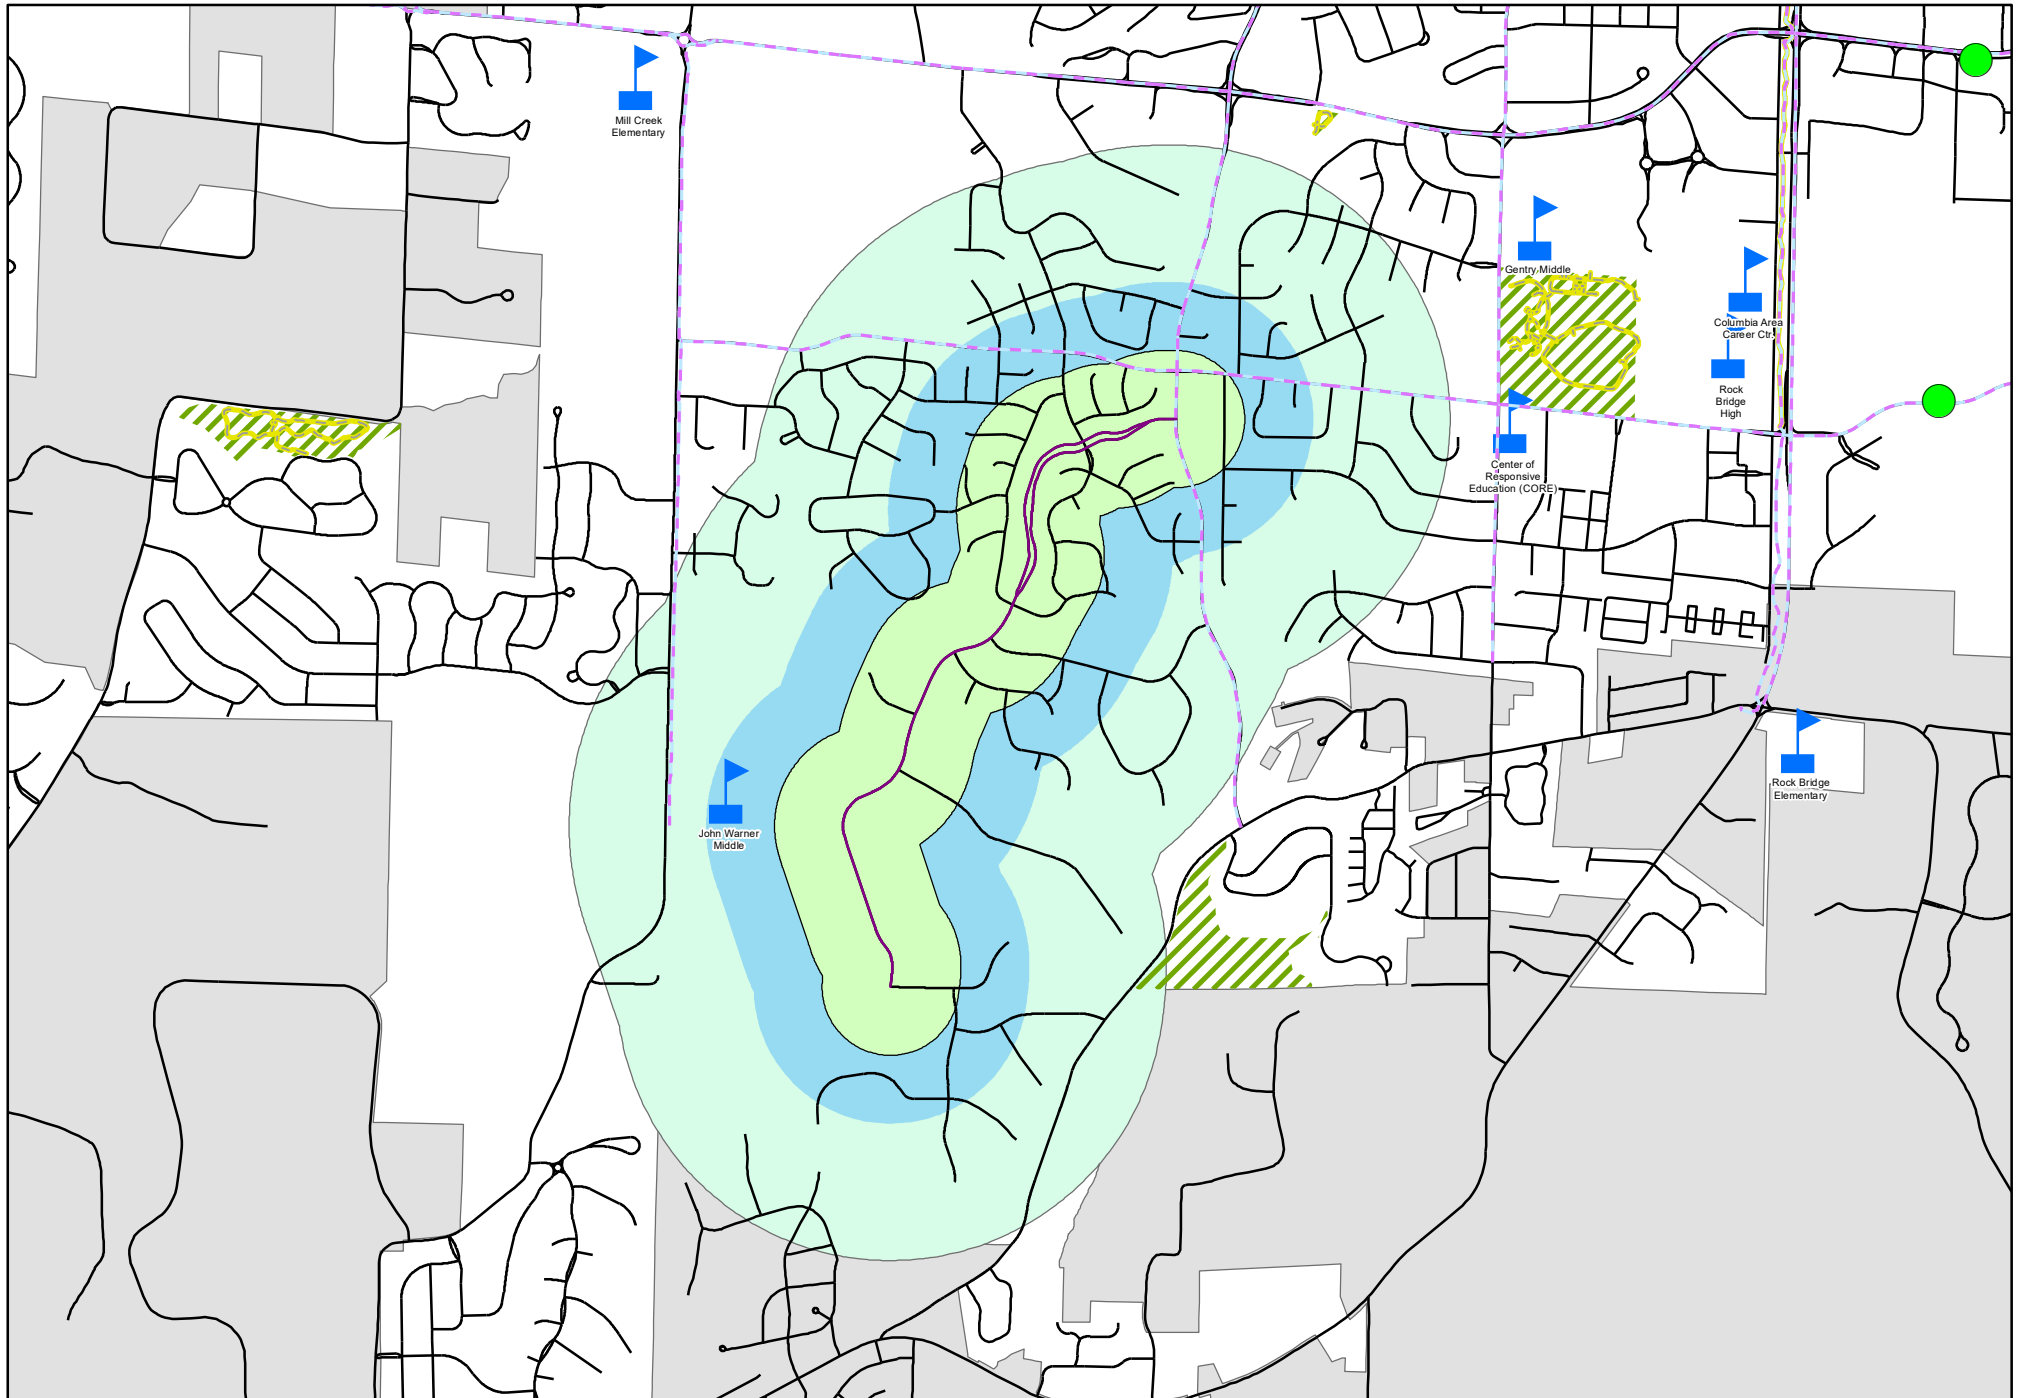 Mill Creek
Elementary
Gentry Middle
Columbia Area
Career Ctr
Rock
Bridge
High
Center of
Responsive
Education (CORE)
Rock Bridge
Elementary
John Warner
Middle